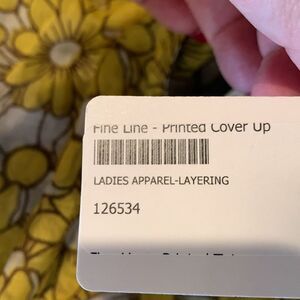 Fine Line - Printed Cover Up
LADIES APPAREL-LAYERING
126534